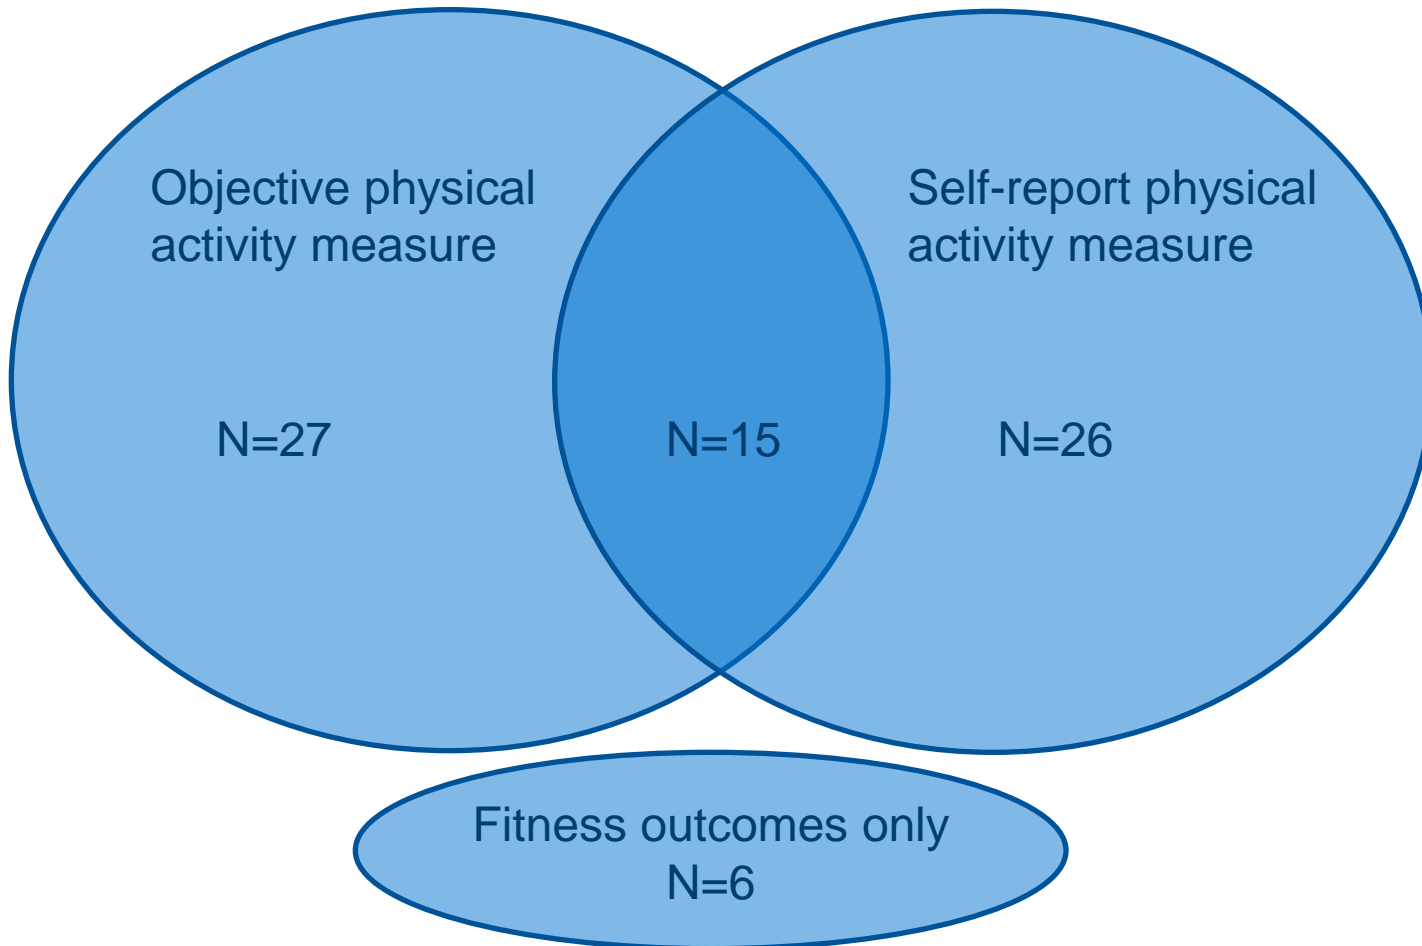 Objective physical
activity measure
Self-report physical
activity measure
N=27
N=15
N=26
Fitness outcomes only
N=6